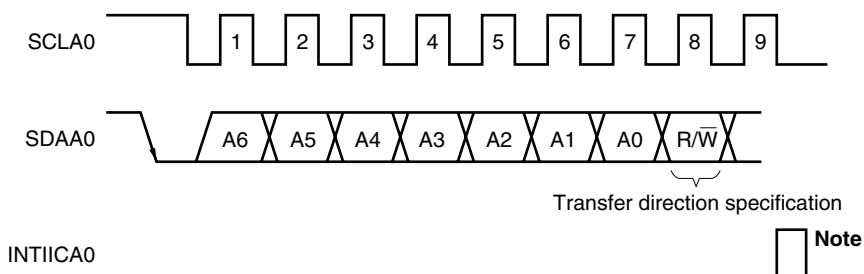 SCLA0 1 2 3 4 5 6 7 8 9
SDAA0 A6 A5 A4 A3 A2 A1 A0 R/W̅
Transfer direction specification
Note
INTIICA0